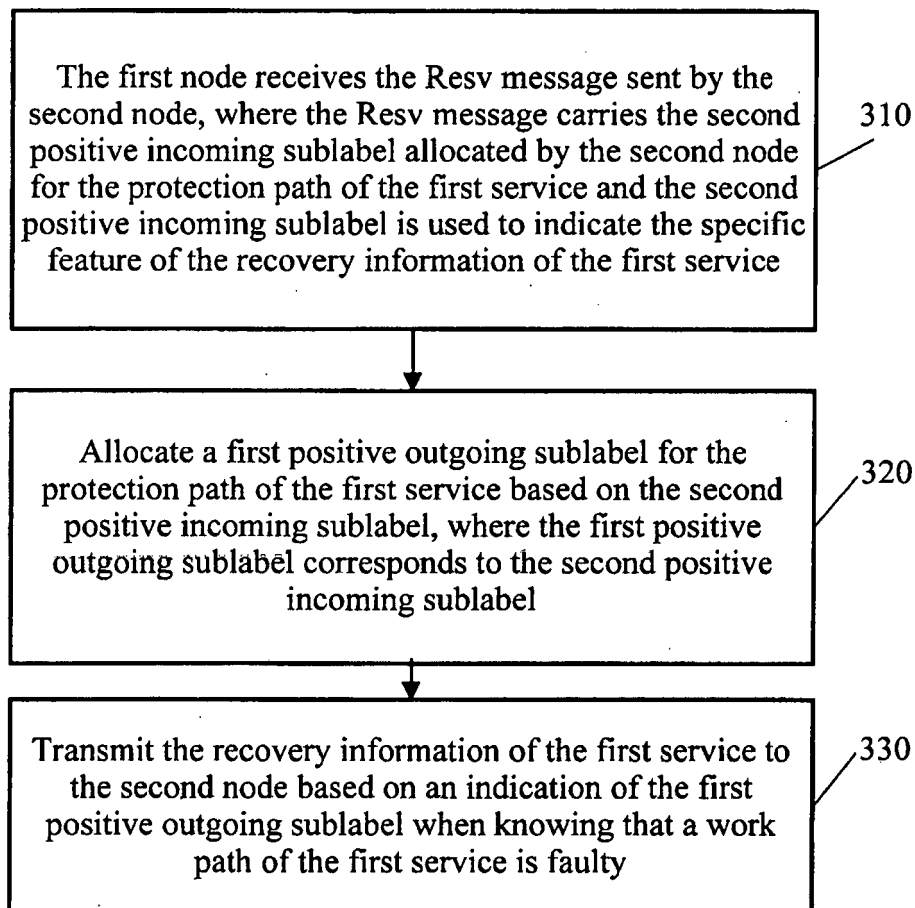 The first node receives the Resv message sent by the
second node, where the Resv message carries the second
positive incoming sublabel allocated by the second node
for the protection path of the first service and the second
positive incoming sublabel is used to indicate the specific
feature of the recovery information of the first service
310
Allocate a first positive outgoing sublabel for the
protection path of the first service based on the second
positive incoming sublabel, where the first positive
outgoing sublabel corresponds to the second positive
incoming sublabel
320
Transmit the recovery information of the first service to
the second node based on an indication of the first
positive outgoing sublabel when knowing that a work
path of the first service is faulty
330